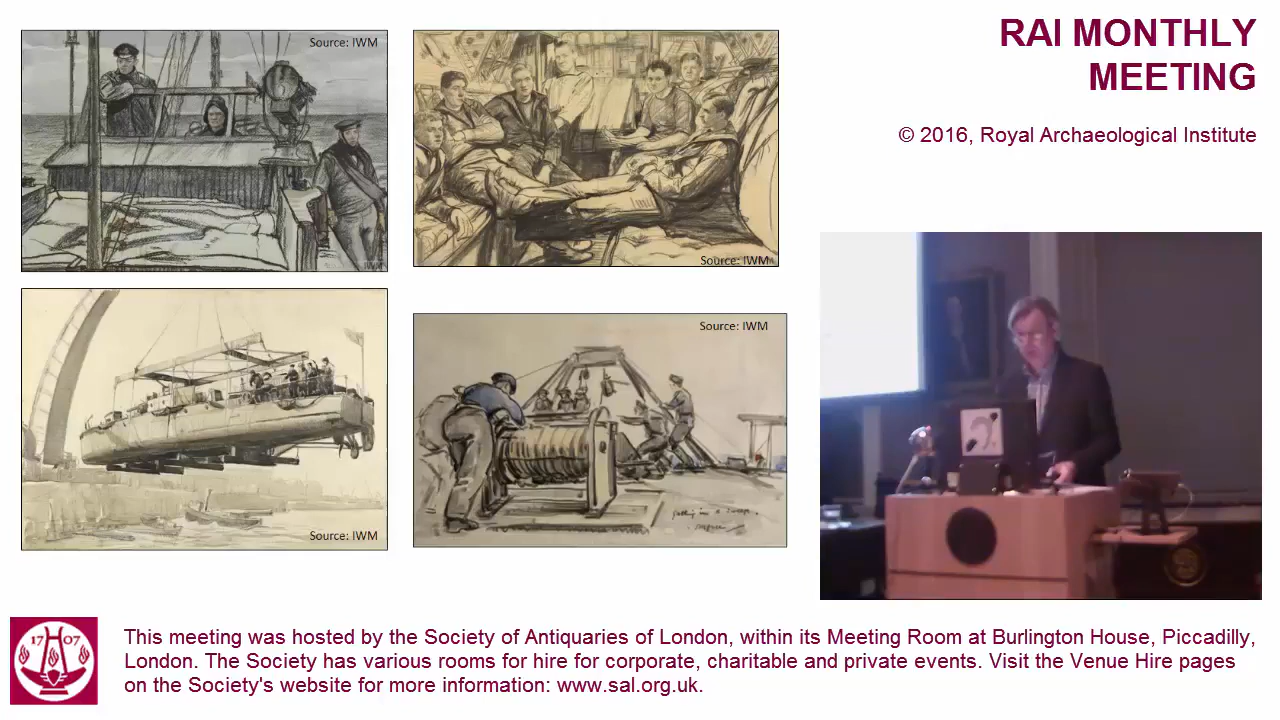 Source: IWM
Source: IWM
Source: IWM
Source: IWM
RAI MONTHLY
MEETING
© 2016, Royal Archaeological Institute
17 07
This meeting was hosted by the Society of Antiquaries of London, within its Meeting Room at Burlington House, Piccadilly,
London. The Society has various rooms for hire for corporate, charitable and private events. Visit the Venue Hire pages
on the Society's website for more information: www.sal.org.uk.